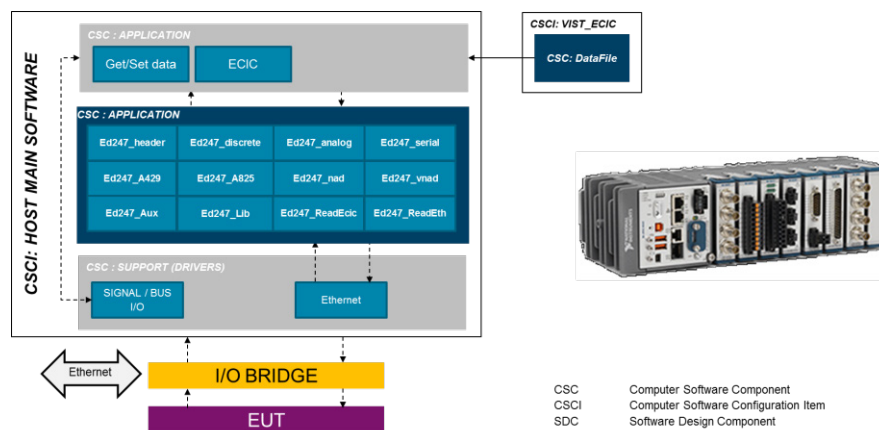 CSCI: HOST MAIN SOFTWARE
CSC : APPLICATION
Get/Set data
ECIC
CSCI: VIST_ECIC
CSC: DataFile
CSC : APPLICATION
Ed247_header
Ed247_discrete
Ed247_analog
Ed247_serial
Ed247_A429
Ed247_A825
Ed247_nad
Ed247_vnad
Ed247_Aux
Ed247_Lib
Ed247_ReadEcic
Ed247_ReadEth
CSC : SUPPORT (DRIVERS)
SIGNAL / BUS
I/O
Ethernet
Ethernet
I/O BRIDGE
EUT
CSC Computer Software Component
CSCI Computer Software Configuration Item
SDC Software Design Component